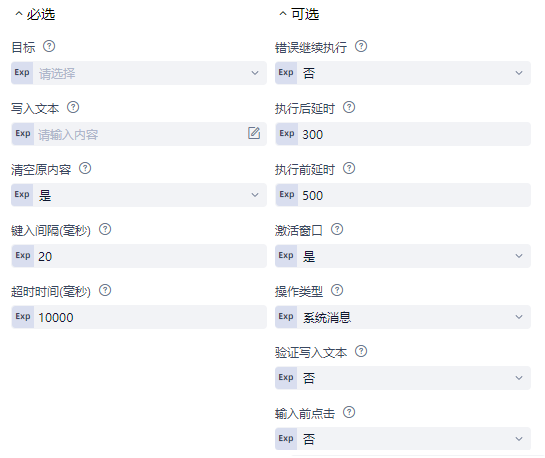 必选
目标
Exp 请选择
写入文本
Exp 请输入内容
清空原内容
Exp 是
键入间隔(毫秒)
Exp 20
超时时间(毫秒)
Exp 10000
可选
错误继续执行
Exp 否
执行后延时
Exp 300
执行前延时
Exp 500
激活窗口
Exp 是
操作类型
Exp 系统消息
验证写入文本
Exp 否
输入前点击
Exp 否